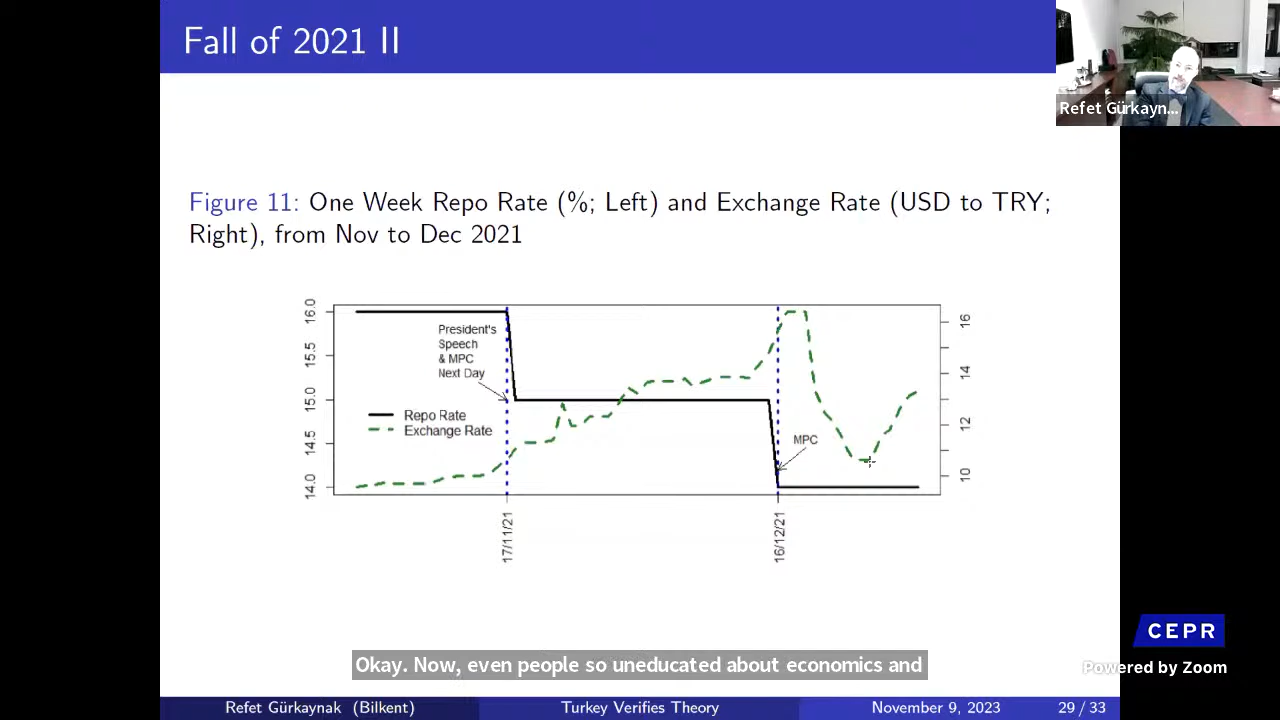 Fall of 2021 II
Refet Gürkayn...
Figure 11: One Week Repo Rate (%; Left) and Exchange Rate (USD to TRY;
Right), from Nov to Dec 2021
16.0
15.5
15.0
14.5
14.0
President's
Speech
& MPC
Next Day
Repo Rate
Exchange Rate
MPC
16
14
12
10
17/11/21
16/12/21
CEPR
Powered by Zoom
Okay. Now, even people so uneducated about economics and
Refet Gürkaynak (Bilkent)
Turkey Verifies Theory
November 9, 2023
29 / 33